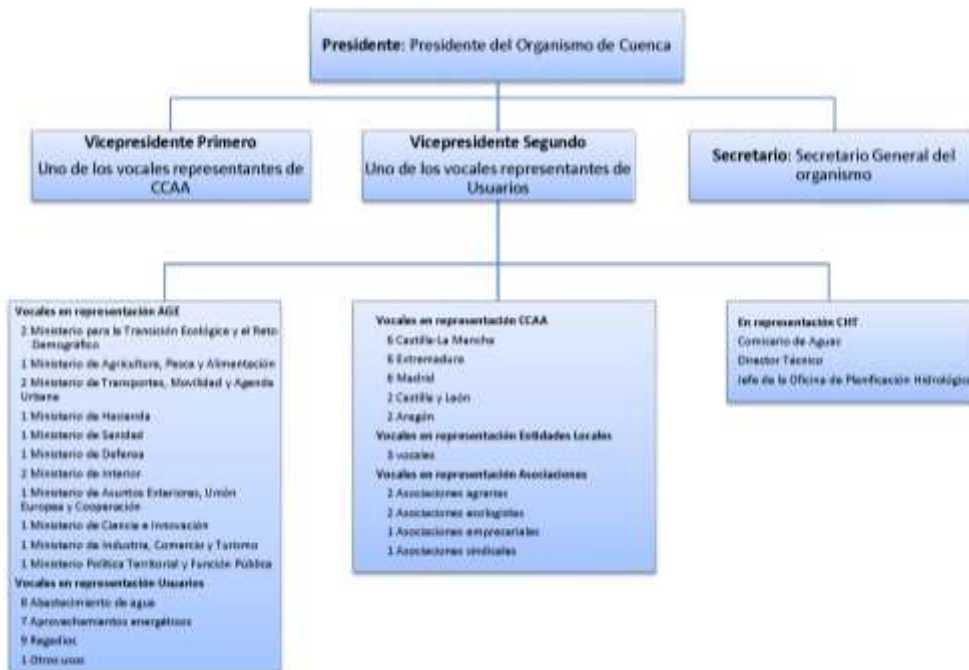 Presidente: Presidente del Organismo de Cuenca
Vicepresidente Primero
Uno de los vocales representantes de
CCAA
Vicepresidente Segundo
Uno de los vocales representantes de
Usuarios
Secretario: Secretario General del
organismo
Vocales en representación AGE
2 Ministerio para la Transición Ecológica y el Reto
Demográfico
1 Ministerio de Agricultura, Pesca y Alimentación
2 Ministerio de Transportes, Movilidad y Agenda
Urbana
1 Ministerio de Hacienda
1 Ministerio de Sanidad
1 Ministerio de Defensa
2 Ministerio de Interior
1 Ministerio de Asuntos Exteriores, Unión
Europea y Cooperación
1 Ministerio de Ciencia e Innovación
1 Ministerio de Industria, Comercio y Turismo
1 Ministerio Política Territorial y Función Pública
Vocales en representación Usuarios
8 Abastecimiento de agua
7 Aprovechamientos energéticos
9 Regadíos
1 Otros usos
Vocales en representación CCAA
6 Castilla-La Mancha
6 Extremadura
6 Madrid
2 Castilla y León
2 Aragón
Vocales en representación Entidades Locales
3 vocales
Vocales en representación Asociaciones
2 Asociaciones agrarias
2 Asociaciones ecologistas
1 Asociaciones empresariales
1 Asociaciones sindicales
En representación CHT
Comisario de Aguas
Director Técnico
Jefe de la Oficina de Planificación Hidrológica